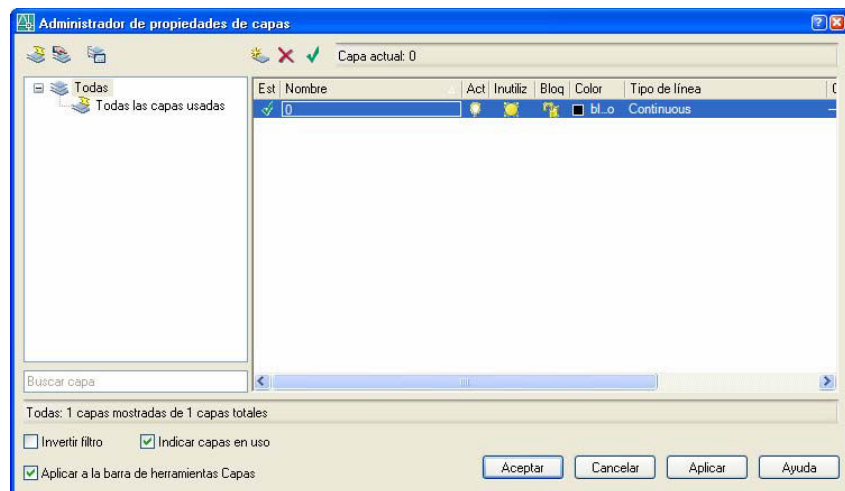 Administrador de propiedades de capas
Capa actual: 0
Todas
Todas las capas usadas
Est Nombre Act Inutiliz Bloq Color Tipo de línea
0 bl...o Continuous
Buscar capa
Todas: 1 capas mostradas de 1 capas totales
Invertir filtro Indicar capas en uso
Aplicar a la barra de herramientas Capas
Aceptar Cancelar Aplicar Ayuda